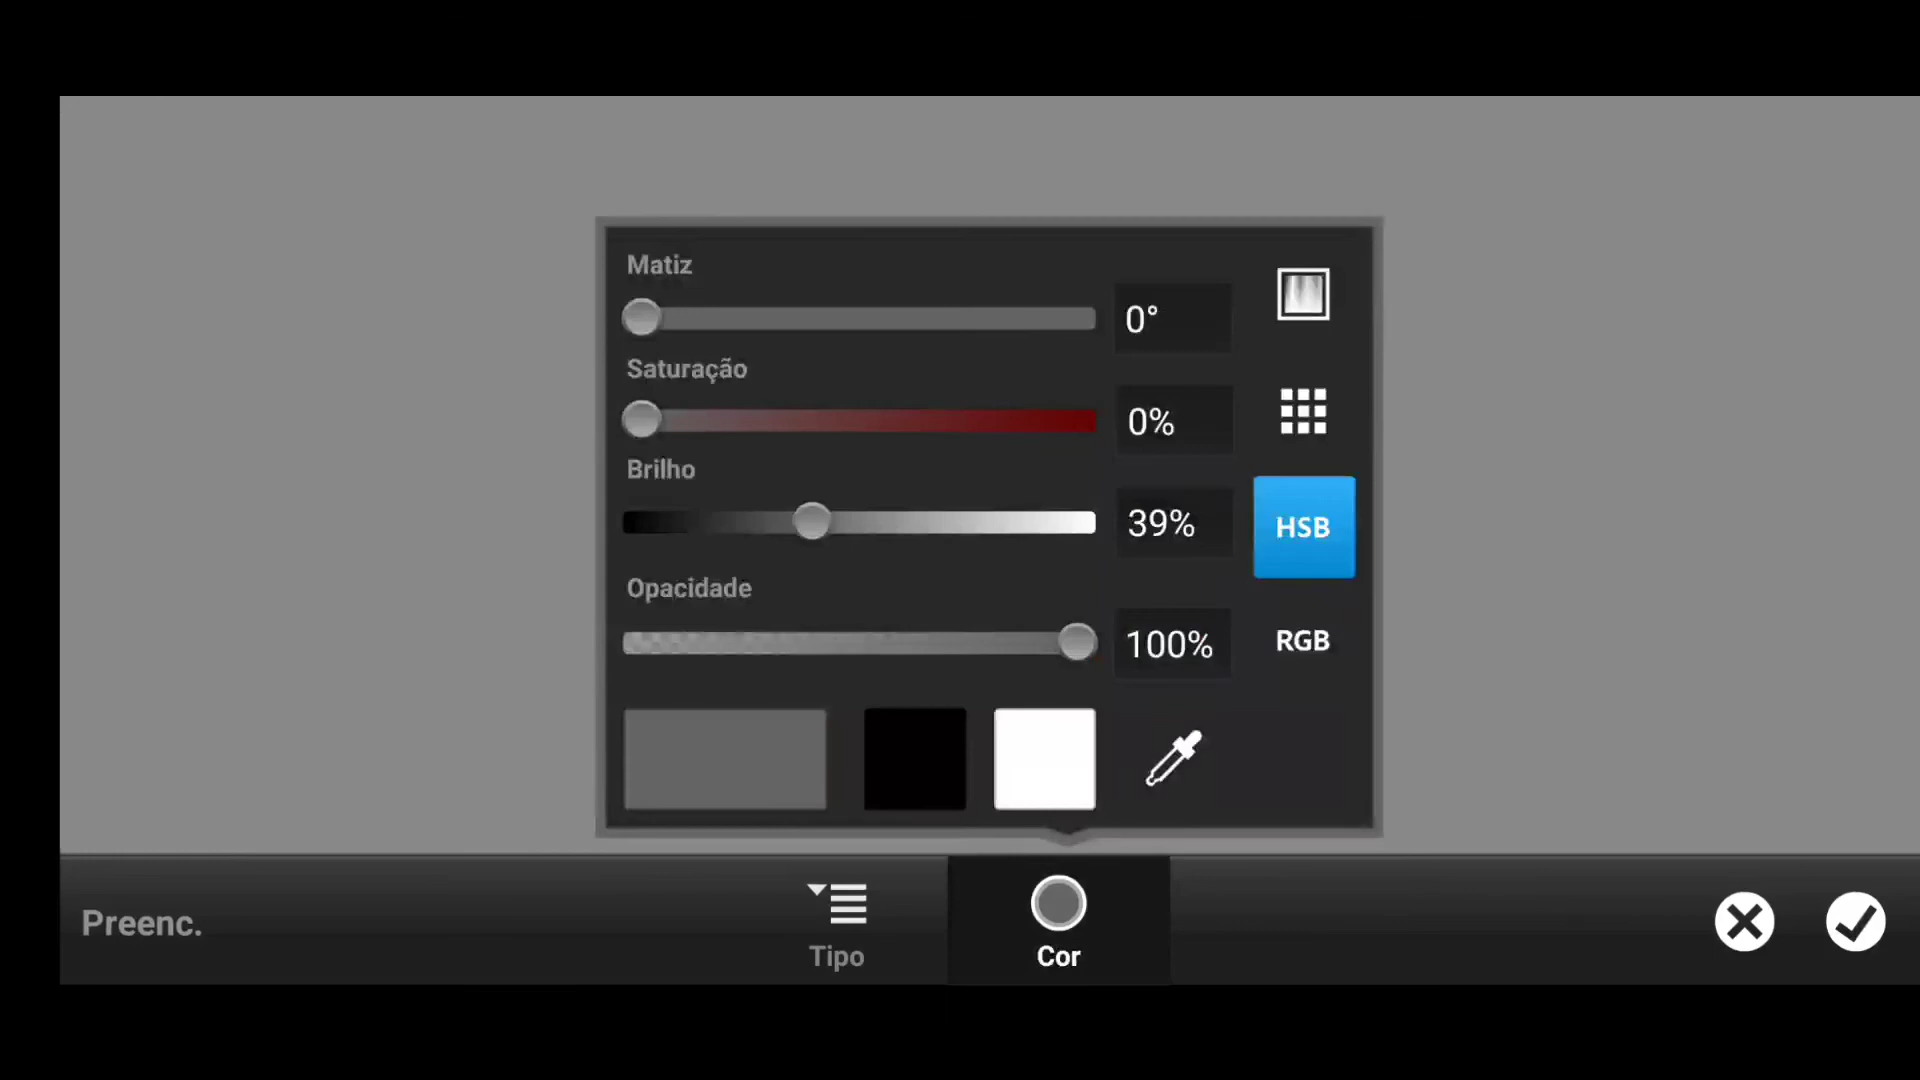 Matiz
0°
Saturação
0%
Brilho
39%
HSB
Opacidade
100%
RGB
Preenc.
Tipo
Cor